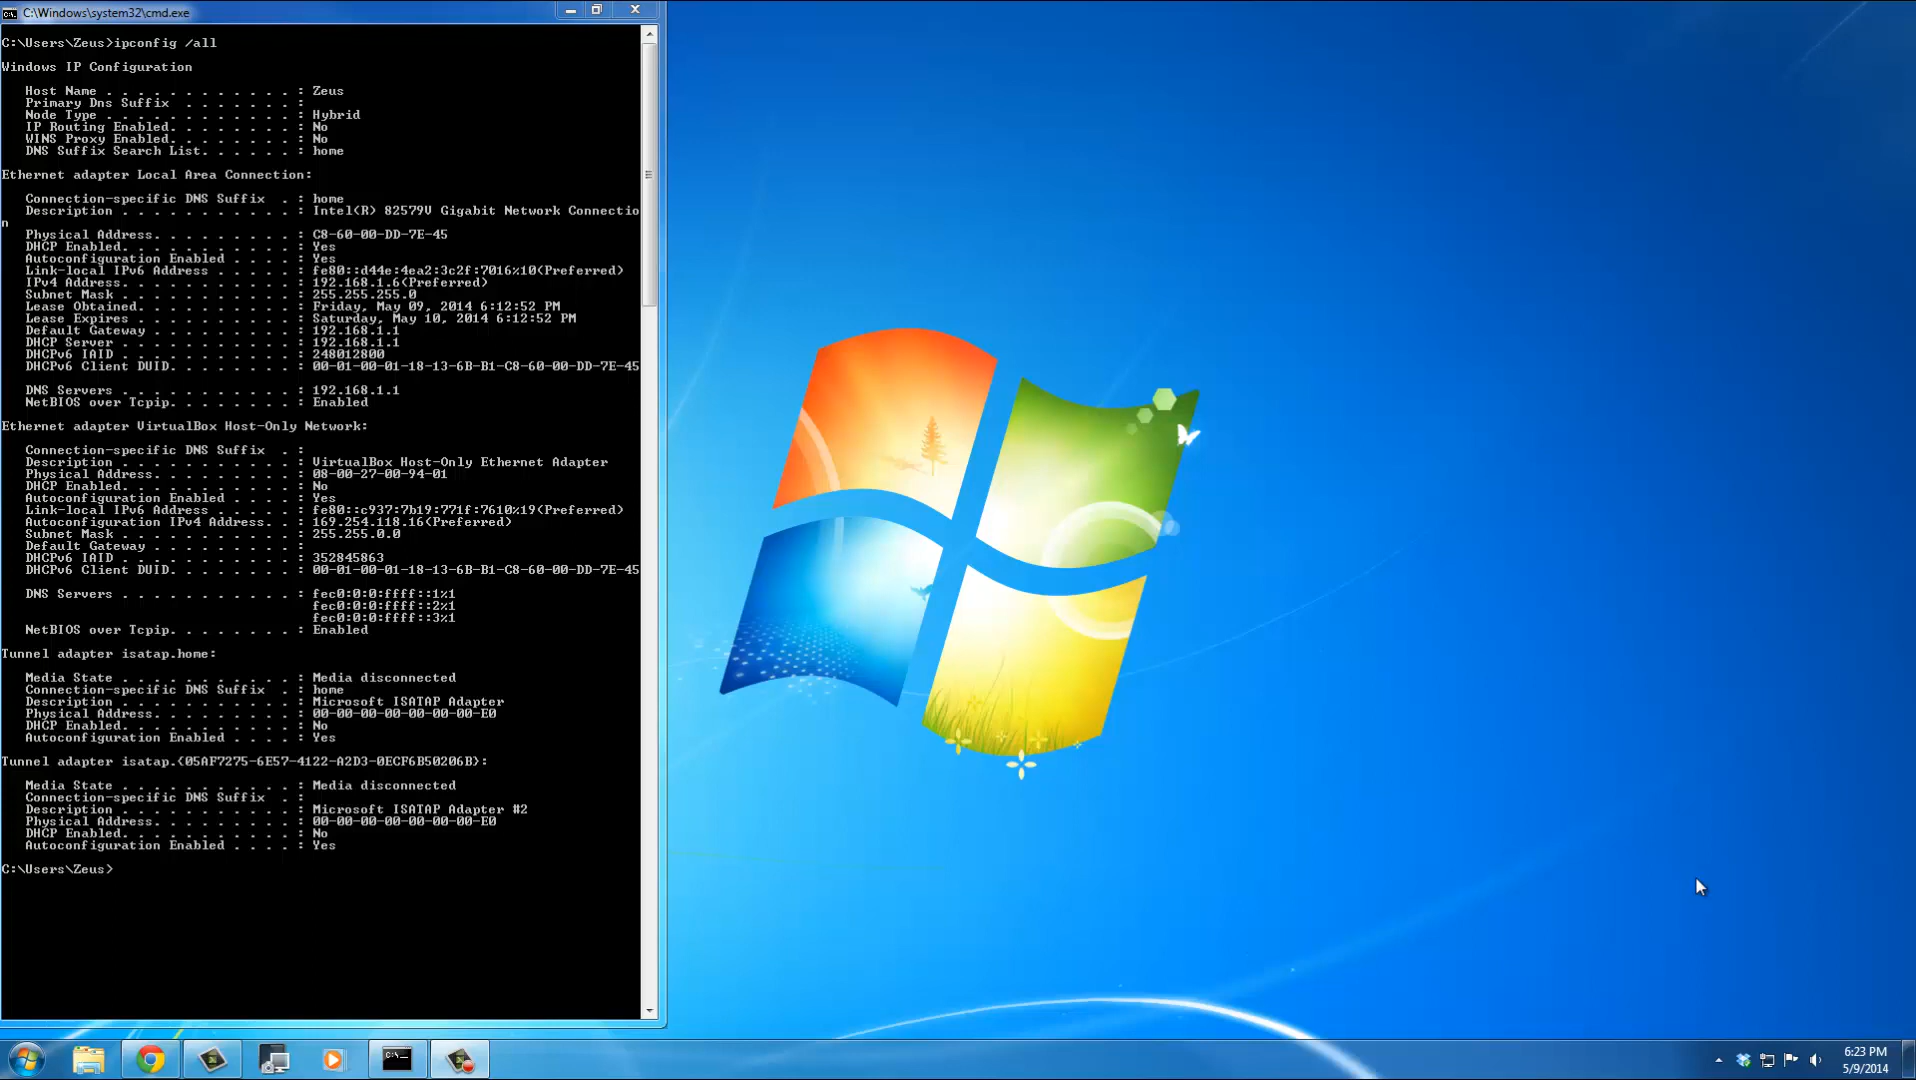 C:\Windows\system32\cmd.exe
C:\Users\Zeus>ipconfig /all
Windows IP Configuration
Host Name . . . . . . . . . . . . : Zeus
Primary Dns Suffix . . . . . . . :
Node Type . . . . . . . . . . . . : Hybrid
IP Routing Enabled. . . . . . . . : No
WINS Proxy Enabled. . . . . . . . : No
DNS Suffix Search List. . . . . . : home
Ethernet adapter Local Area Connection:
Connection-specific DNS Suffix . : home
Description . . . . . . . . . . . : Intel(R) 82579V Gigabit Network Connectio
n
Physical Address. . . . . . . . . : C8-60-00-DD-7E-45
DHCP Enabled. . . . . . . . . . . : Yes
Autoconfiguration Enabled . . . . : Yes
Link-local IPv6 Address . . . . . : fe80::d44e:4ea2:3c2f:7016%10(Preferred)
IPv4 Address. . . . . . . . . . . : 192.168.1.6(Preferred)
Subnet Mask . . . . . . . . . . . : 255.255.255.0
Lease Obtained. . . . . . . . . . : Friday, May 09, 2014 6:12:52 PM
Lease Expires . . . . . . . . . . : Saturday, May 10, 2014 6:12:52 PM
Default Gateway . . . . . . . . . : 192.168.1.1
DHCP Server . . . . . . . . . . . : 192.168.1.1
DHCPv6 IAID . . . . . . . . . . . : 248012800
DHCPv6 Client DUID. . . . . . . . : 00-01-00-01-18-13-6B-B1-C8-60-00-DD-7E-45
DNS Servers . . . . . . . . . . . : 192.168.1.1
NetBIOS over Tcpip. . . . . . . . : Enabled
Ethernet adapter VirtualBox Host-Only Network:
Connection-specific DNS Suffix . :
Description . . . . . . . . . . . : VirtualBox Host-Only Ethernet Adapter
Physical Address. . . . . . . . . : 08-00-27-00-94-01
DHCP Enabled. . . . . . . . . . . : No
Autoconfiguration Enabled . . . . : Yes
Link-local IPv6 Address . . . . . : fe80::c937:7b19:771f:7610%19(Preferred)
Autoconfiguration IPv4 Address. . : 169.254.118.16(Preferred)
Subnet Mask . . . . . . . . . . . : 255.255.0.0
Default Gateway . . . . . . . . . :
DHCPv6 IAID . . . . . . . . . . . : 352845863
DHCPv6 Client DUID. . . . . . . . : 00-01-00-01-18-13-6B-B1-C8-60-00-DD-7E-45
DNS Servers . . . . . . . . . . . : fec0:0:0:ffff::1%1
fec0:0:0:ffff::2%1
fec0:0:0:ffff::3%1
NetBIOS over Tcpip. . . . . . . . : Enabled
Tunnel adapter isatap.home:
Media State . . . . . . . . . . . : Media disconnected
Connection-specific DNS Suffix . : home
Description . . . . . . . . . . . : Microsoft ISATAP Adapter
Physical Address. . . . . . . . . : 00-00-00-00-00-00-00-E0
DHCP Enabled. . . . . . . . . . . : No
Autoconfiguration Enabled . . . . : Yes
Tunnel adapter isatap.{05AF7275-6E57-4122-A2D3-0ECF6B50206B}:
Media State . . . . . . . . . . . : Media disconnected
Connection-specific DNS Suffix . :
Description . . . . . . . . . . . : Microsoft ISATAP Adapter #2
Physical Address. . . . . . . . . : 00-00-00-00-00-00-00-E0
DHCP Enabled. . . . . . . . . . . : No
Autoconfiguration Enabled . . . . : Yes
C:\Users\Zeus>
6:23 PM
5/9/2014